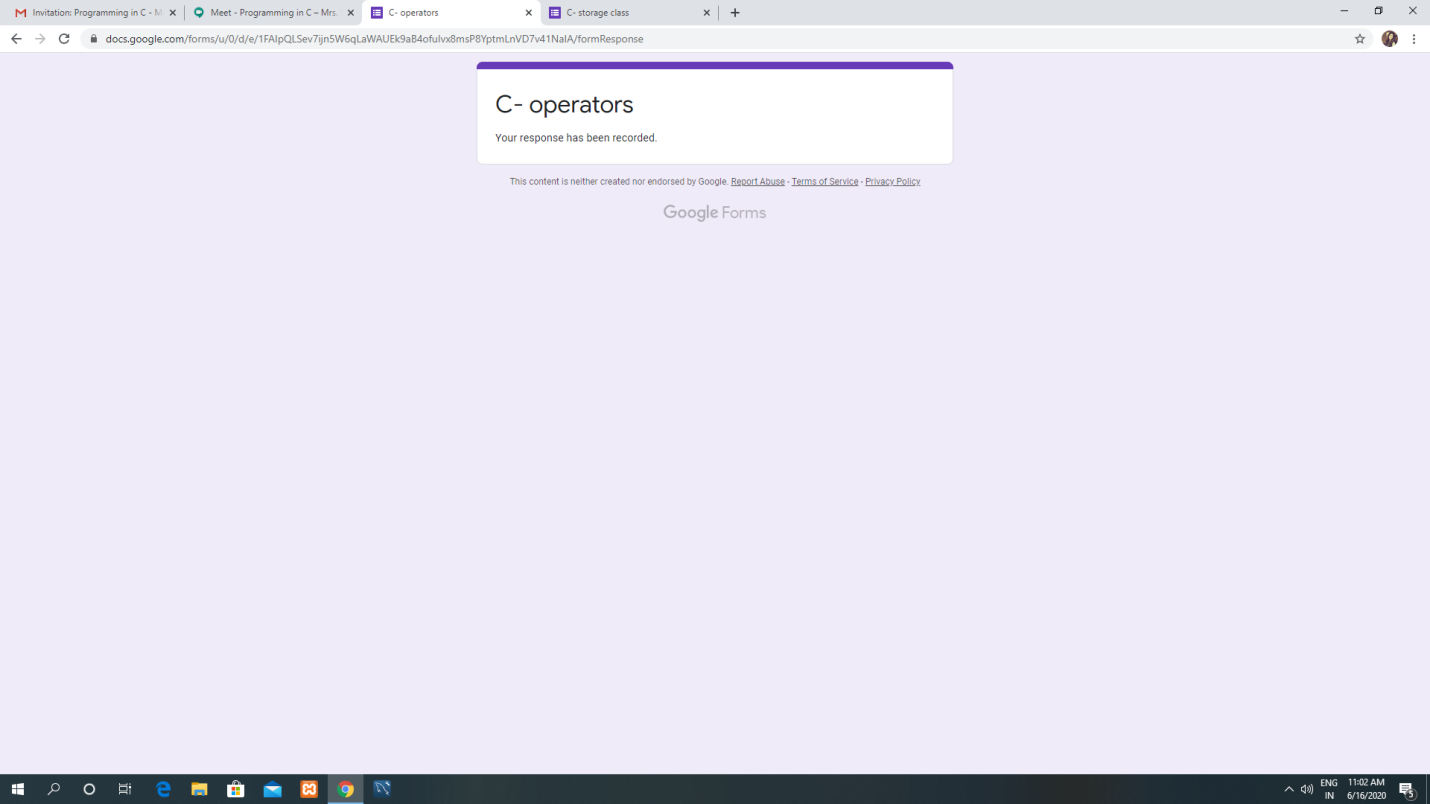 Invitation: Programming in C - M
Meet - Programming in C – Mrs.
C- operators
C- storage class
docs.google.com/forms/u/0/d/e/1FAIpQLSev7ijn5W6qLaWAUEk9aB4ofulvx8msP8YptmLnVD7v41NaIA/formResponse
C- operators
Your response has been recorded.
This content is neither created nor endorsed by Google. Report Abuse - Terms of Service - Privacy Policy
Google Forms
ENG 11:02 AM
IN 6/16/2020
5